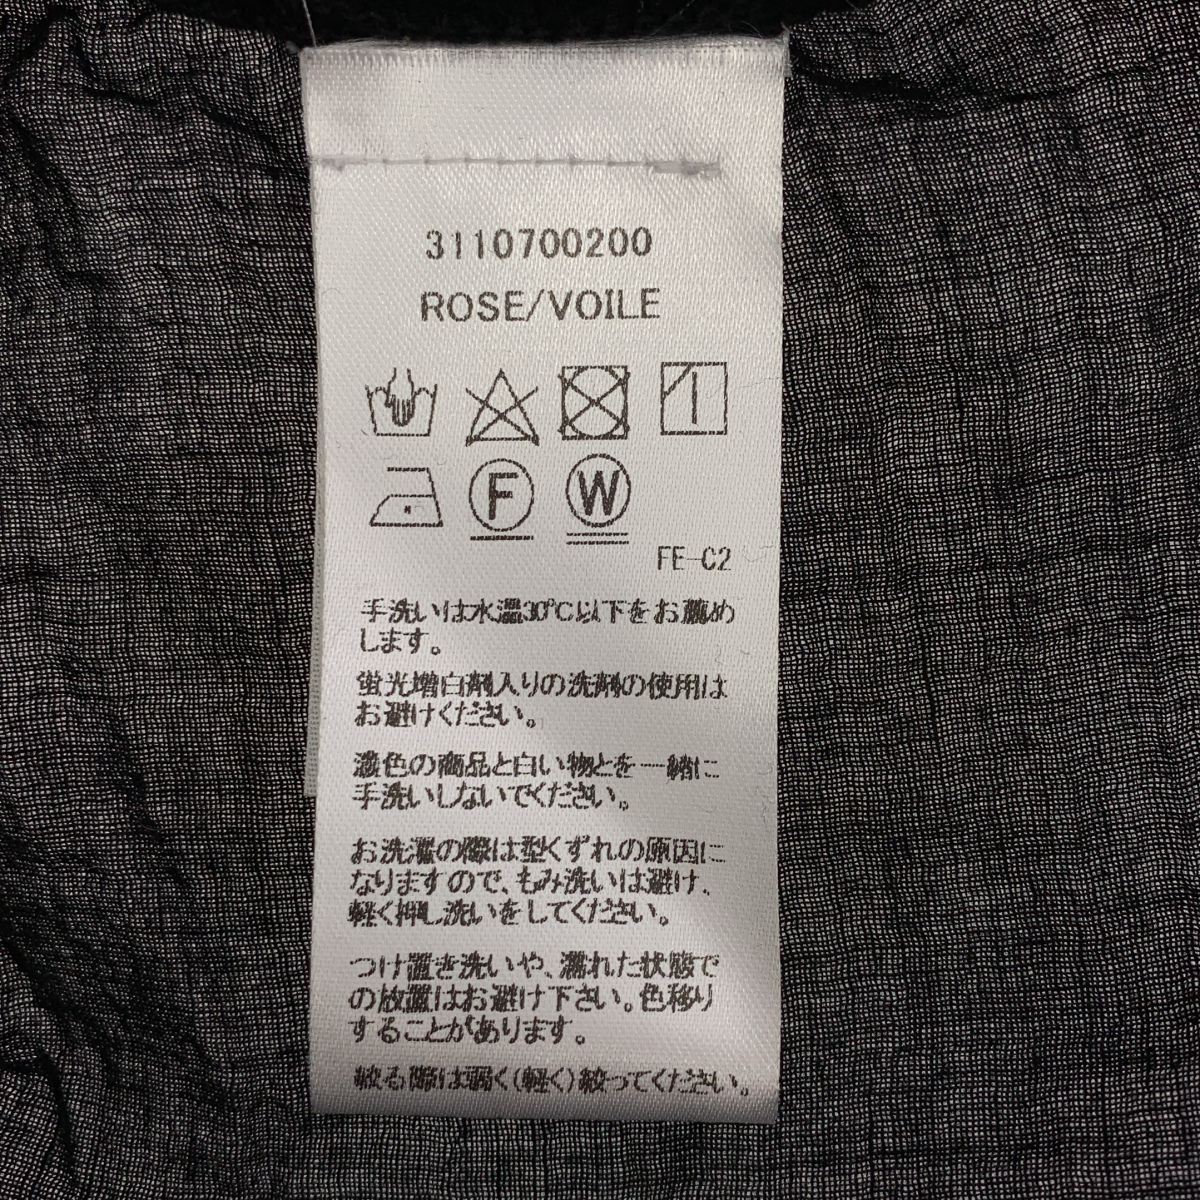 3110700200
ROSE/VOILE
F W
FE-C2
手洗いは水温30℃以下をお薦め
します。
蛍光増白剤入りの洗剤の使用は
お避けください。
濃色の商品と白い物とを一緒に
手洗いしないでください。
お洗濯の際は型くずれの原因に
なりますので、もみ洗いは避け、
軽く押し洗いをしてください。
つけ置き洗いや、濡れた状態で
の放置はお避け下さい。色移り
することがあります。
絞る際は弱く(軽く)絞ってください。